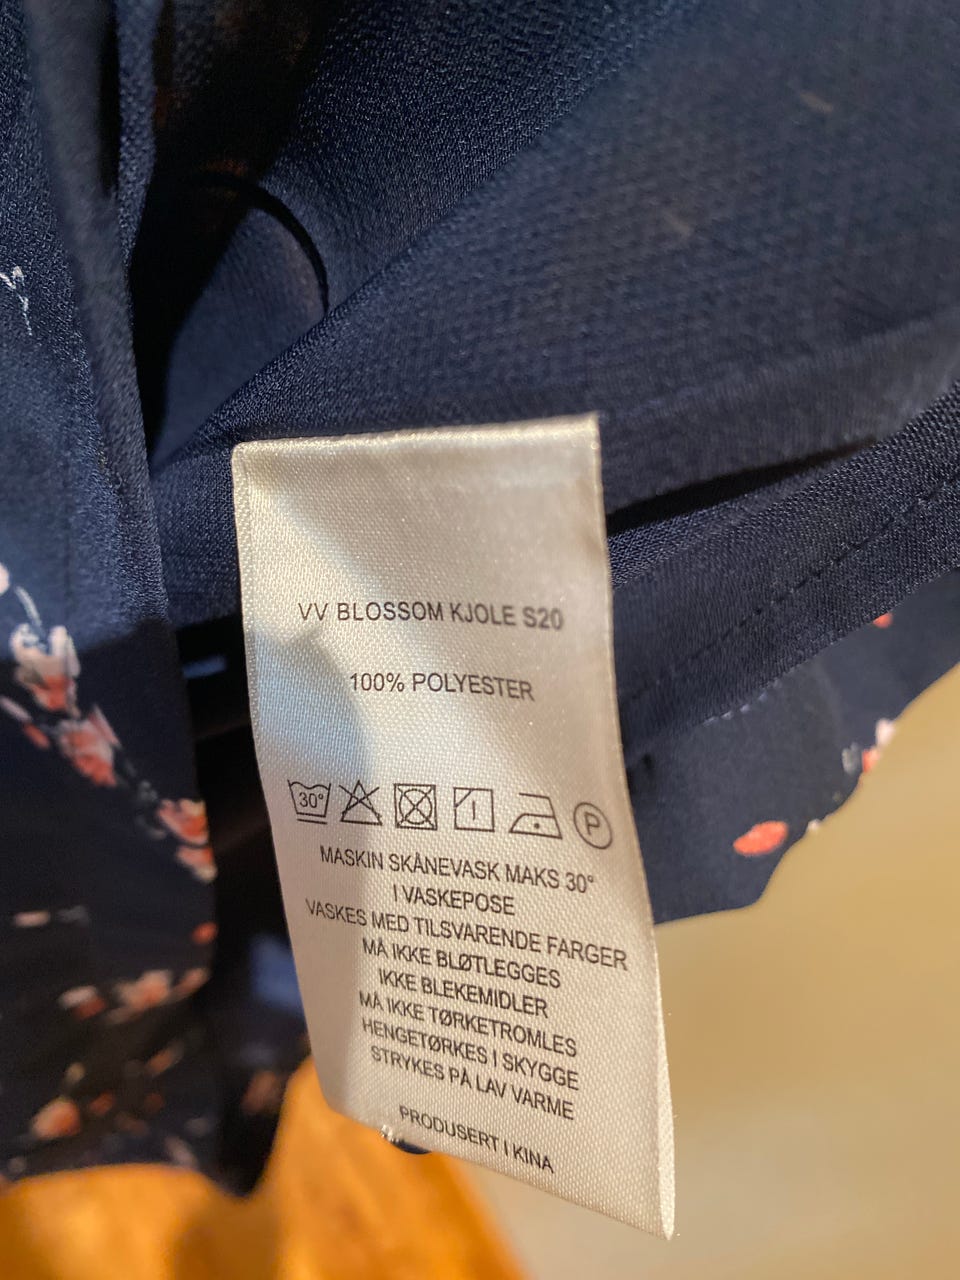 VV BLOSSOM KJOLE S20
100% POLYESTER
30° P
MASKIN SKÅNEVASK MAKS 30°
I VASKEPOSE
VASKES MED TILSVARENDE FARGER
MÅ IKKE BLØTLEGGES
IKKE BLEKEMIDLER
MÅ IKKE TØRKETROMLES
HENGETØRKES I SKYGGE
STRYKES PÅ LAV VARME
PRODUSERT I KINA